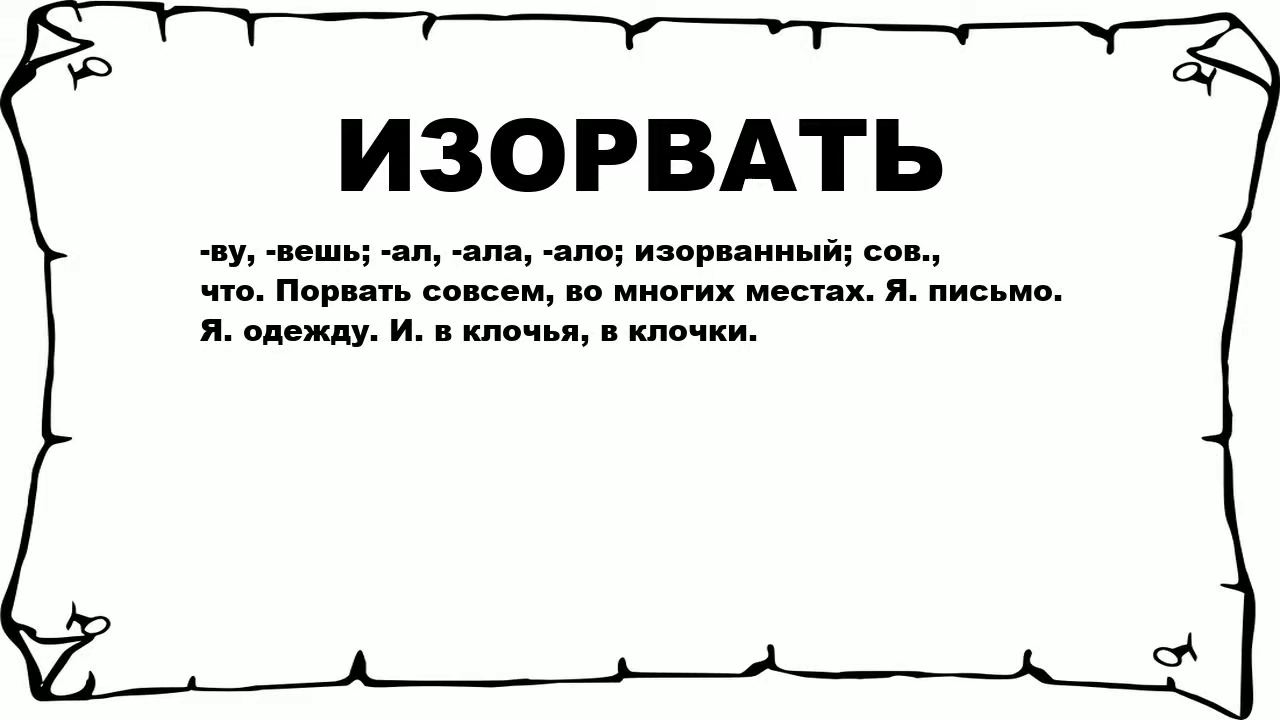 ИЗОРВАТЬ
-ву, -вешь; -ал, -ала, -ало; изорванный; сов.,
что. Порвать совсем, во многих местах. Я. письмо.
Я. одежду. И. в клочья, в клочки.